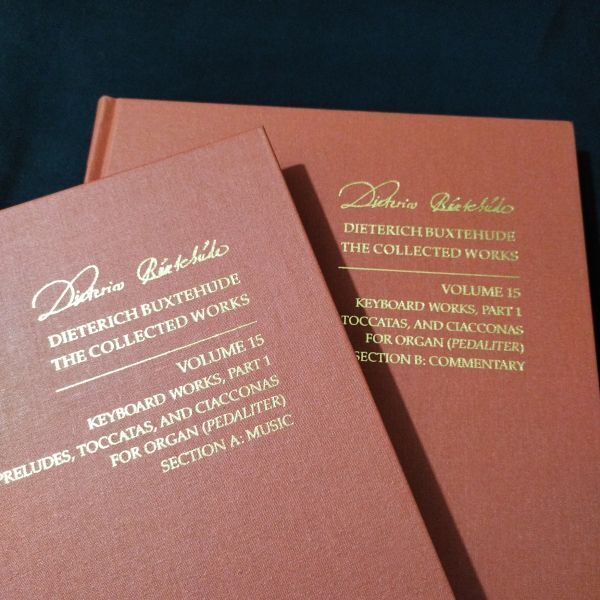 Dieterico Buxtehude
DIETERICH BUXTEHUDE
THE COLLECTED WORKS
VOLUME 15
KEYBOARD WORKS, PART 1
PRELUDES, TOCCATAS, AND CIACCONAS
FOR ORGAN (PEDALITER)
SECTION A: MUSIC
Dieterico Buxtehude
DIETERICH BUXTEHUDE
THE COLLECTED WORKS
VOLUME 15
KEYBOARD WORKS, PART 1
TOCCATAS, AND CIACCONAS
FOR ORGAN (PEDALITER)
SECTION B: COMMENTARY